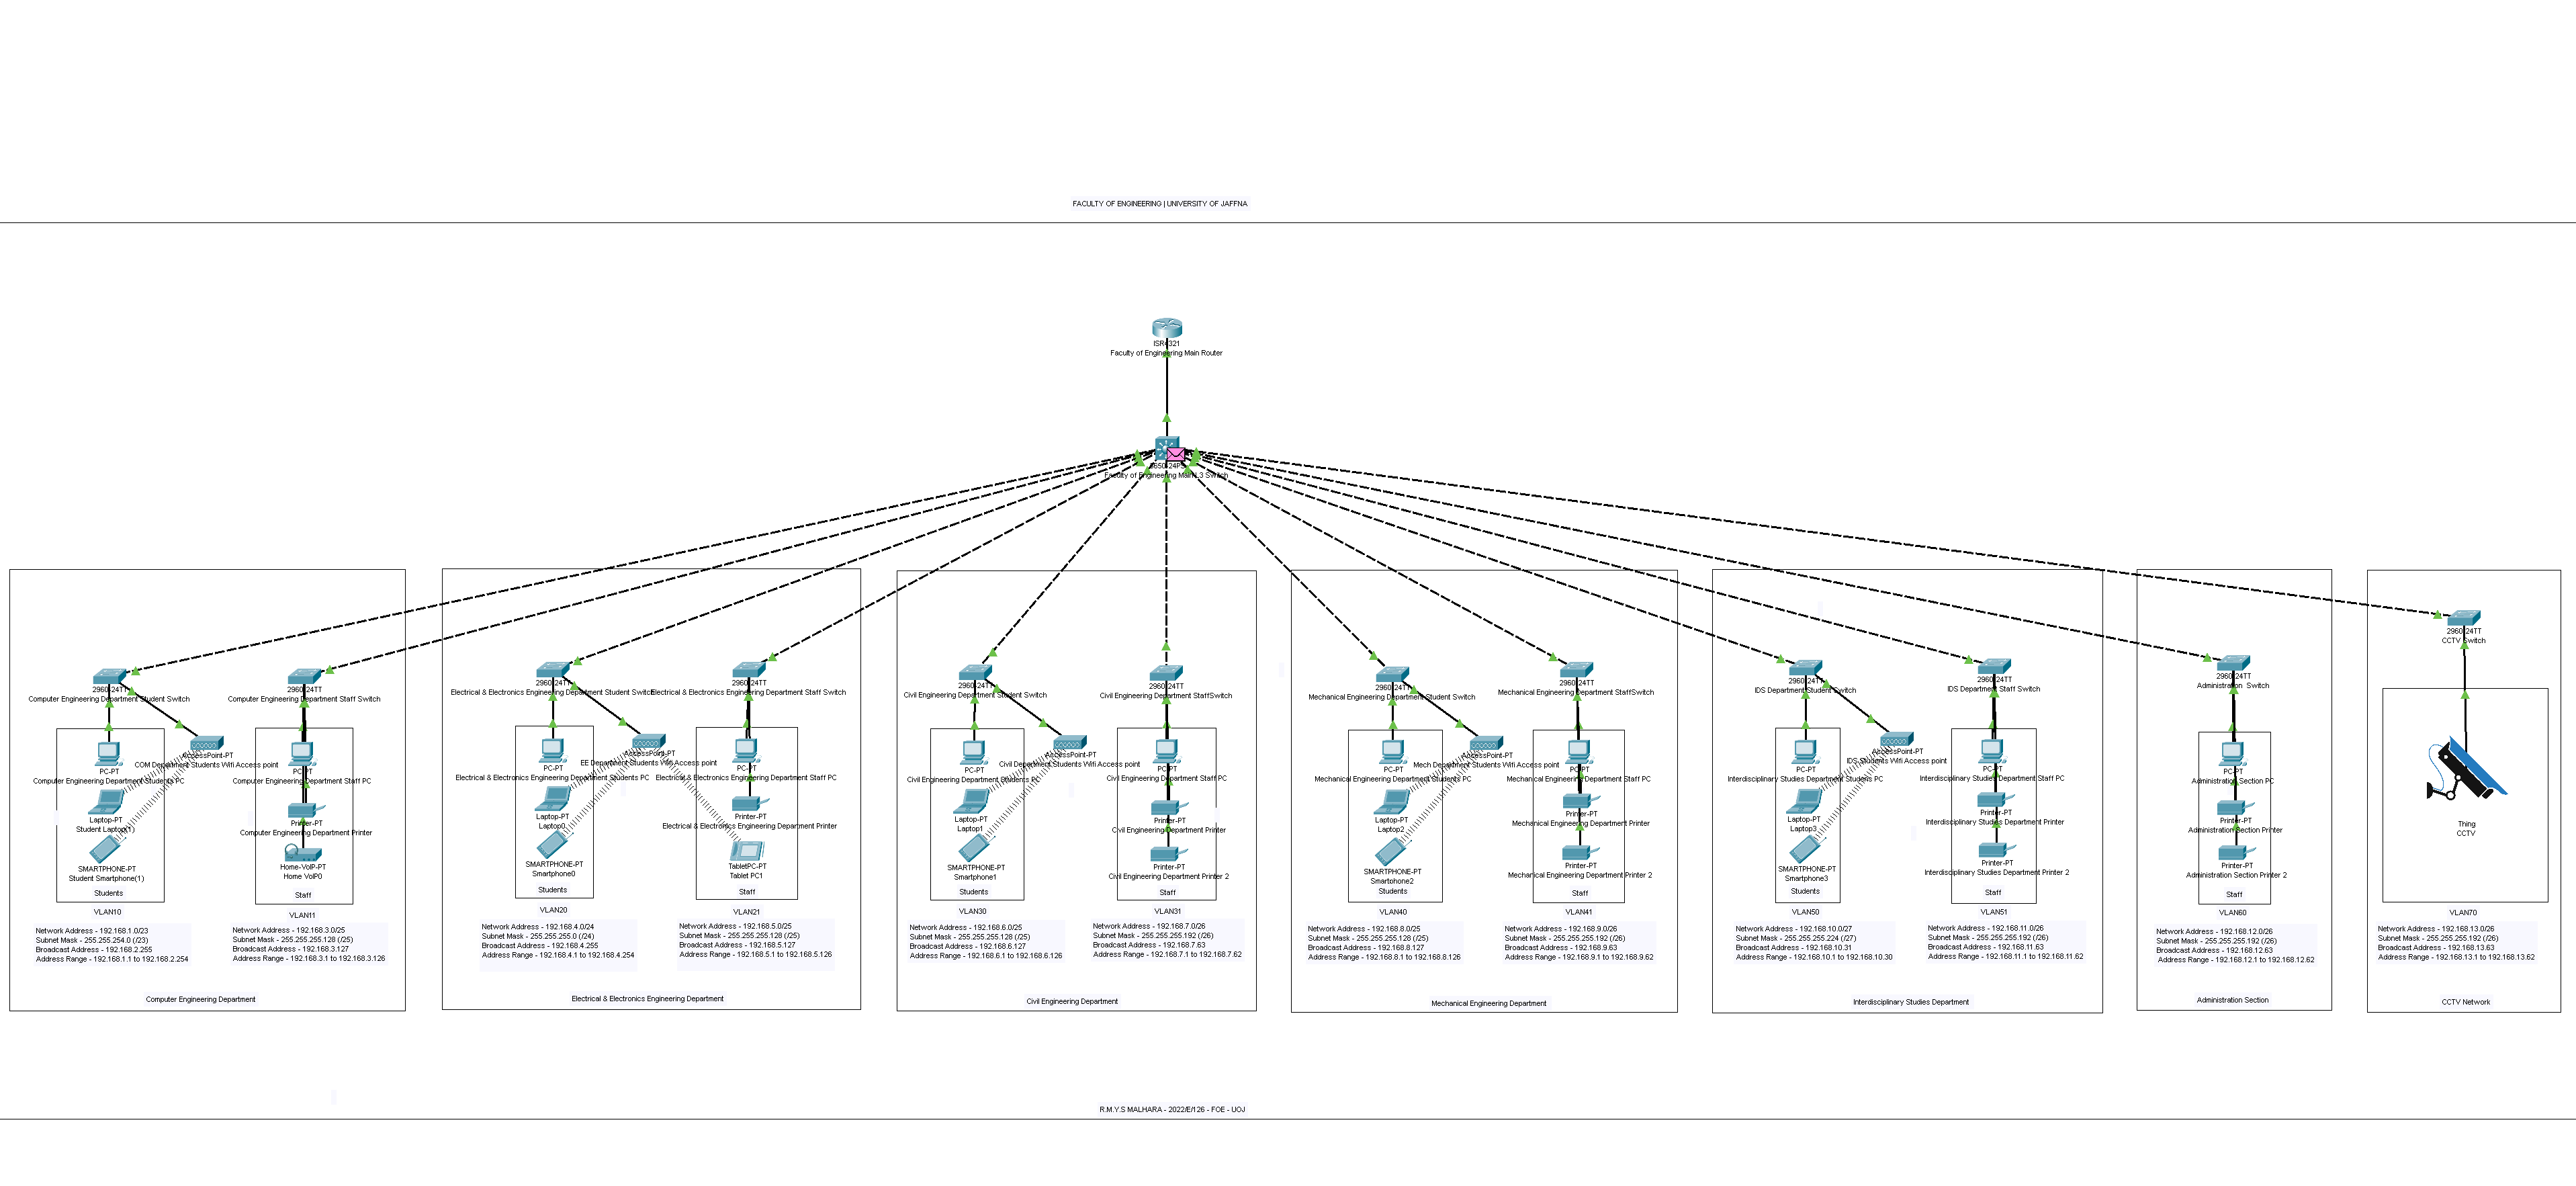 FACULTY OF ENGINEERING | UNIVERSITY OF JAFFNA
ISR4321
Faculty of Engineering Main Router
Faculty of Engineering Main L3 Switch
2960-24TT
Computer Engineering Department Student Switch
2960-24TT
Computer Engineering Department Staff Switch
PC-PT
Computer Engineering Department Students PC
AccessPoint-PT
COM Department Students Wifi Access point
Laptop-PT
Student Laptop(1)
SMARTPHONE-PT
Student Smartphone(1)
Students
VLAN10
Network Address - 192.168.1.0/23
Subnet Mask - 255.255.254.0 (/23)
Broadcast Address - 192.168.2.255
Address Range - 192.168.1.1 to 192.168.2.254
PC-PT
Computer Engineering Department Staff PC
Printer-PT
Computer Engineering Department Printer
Home-VoIP-PT
Home VoIP0
Staff
VLAN11
Network Address - 192.168.3.0/25
Subnet Mask - 255.255.255.128 (/25)
Broadcast Address - 192.168.3.127
Address Range - 192.168.3.1 to 192.168.3.126
Computer Engineering Department
2960-24TT
Electrical & Electronics Engineering Department Student Switch
2960-24TT
Electrical & Electronics Engineering Department Staff Switch
PC-PT
Electrical & Electronics Engineering Department Students PC
AccessPoint-PT
EE Department Students Wifi Access point
Laptop-PT
Laptop0
SMARTPHONE-PT
Smartphone0
Students
VLAN20
Network Address - 192.168.4.0/24
Subnet Mask - 255.255.255.0 (/24)
Broadcast Address - 192.168.4.255
Address Range - 192.168.4.1 to 192.168.4.254
PC-PT
Electrical & Electronics Engineering Department Staff PC
Printer-PT
Electrical & Electronics Engineering Department Printer
TabletPC-PT
Tablet PC1
Staff
VLAN21
Network Address - 192.168.5.0/25
Subnet Mask - 255.255.255.128 (/25)
Broadcast Address - 192.168.5.127
Address Range - 192.168.5.1 to 192.168.5.126
Electrical & Electronics Engineering Department
2960-24TT
Civil Engineering Department Student Switch
2960-24TT
Civil Engineering Department StaffSwitch
PC-PT
Civil Engineering Department Students PC
AccessPoint-PT
Civil Department Students Wifi Access point
Laptop-PT
Laptop1
SMARTPHONE-PT
Smartphone1
Students
VLAN30
Network Address - 192.168.6.0/25
Subnet Mask - 255.255.255.128 (/25)
Broadcast Address - 192.168.6.127
Address Range - 192.168.6.1 to 192.168.6.126
PC-PT
Civil Engineering Department Staff PC
Printer-PT
Civil Engineering Department Printer
Printer-PT
Civil Engineering Department Printer 2
Staff
VLAN31
Network Address - 192.168.7.0/26
Subnet Mask - 255.255.255.192 (/26)
Broadcast Address - 192.168.7.63
Address Range - 192.168.7.1 to 192.168.7.62
Civil Engineering Department
2960-24TT
Mechanical Engineering Department Student Switch
2960-24TT
Mechanical Engineering Department StaffSwitch
PC-PT
Mechanical Engineering Department Students PC
AccessPoint-PT
Mech Department Students Wifi Access point
Laptop-PT
Laptop2
SMARTPHONE-PT
Smartphone2
Students
VLAN40
Network Address - 192.168.8.0/25
Subnet Mask - 255.255.255.128 (/25)
Broadcast Address - 192.168.8.127
Address Range - 192.168.8.1 to 192.168.8.126
PC-PT
Mechanical Engineering Department Staff PC
Printer-PT
Mechanical Engineering Department Printer
Printer-PT
Mechanical Engineering Department Printer 2
Staff
VLAN41
Network Address - 192.168.9.0/26
Subnet Mask - 255.255.255.192 (/26)
Broadcast Address - 192.168.9.63
Address Range - 192.168.9.1 to 192.168.9.62
Mechanical Engineering Department
2960-24TT
IDS Department Student Switch
2960-24TT
IDS Department Staff Switch
PC-PT
Interdisciplinary Studies Department Students PC
AccessPoint-PT
IDS Students Wifi Access point
Laptop-PT
Laptop3
SMARTPHONE-PT
Smartphone3
Students
VLAN50
Network Address - 192.168.10.0/27
Subnet Mask - 255.255.255.224 (/27)
Broadcast Address - 192.168.10.31
Address Range - 192.168.10.1 to 192.168.10.30
PC-PT
Interdisciplinary Studies Department Staff PC
Printer-PT
Interdisciplinary Studies Department Printer
Printer-PT
Interdisciplinary Studies Department Printer 2
Staff
VLAN51
Network Address - 192.168.11.0/26
Subnet Mask - 255.255.255.192 (/26)
Broadcast Address - 192.168.11.63
Address Range - 192.168.11.1 to 192.168.11.62
Interdisciplinary Studies Department
2960-24TT
Administration Switch
PC-PT
Administration Section PC
Printer-PT
Administration Section Printer
Printer-PT
Administration Section Printer 2
Staff
VLAN60
Network Address - 192.168.12.0/26
Subnet Mask - 255.255.255.192 (/26)
Broadcast Address - 192.168.12.63
Address Range - 192.168.12.1 to 192.168.12.62
Administration Section
2960-24TT
CCTV Switch
Thing
CCTV
VLAN70
Network Address - 192.168.13.0/26
Subnet Mask - 255.255.255.192 (/26)
Broadcast Address - 192.168.13.63
Address Range - 192.168.13.1 to 192.168.13.62
CCTV Network
R.M.Y.S MALHARA - 2022/E/126 - FOE - UOJ